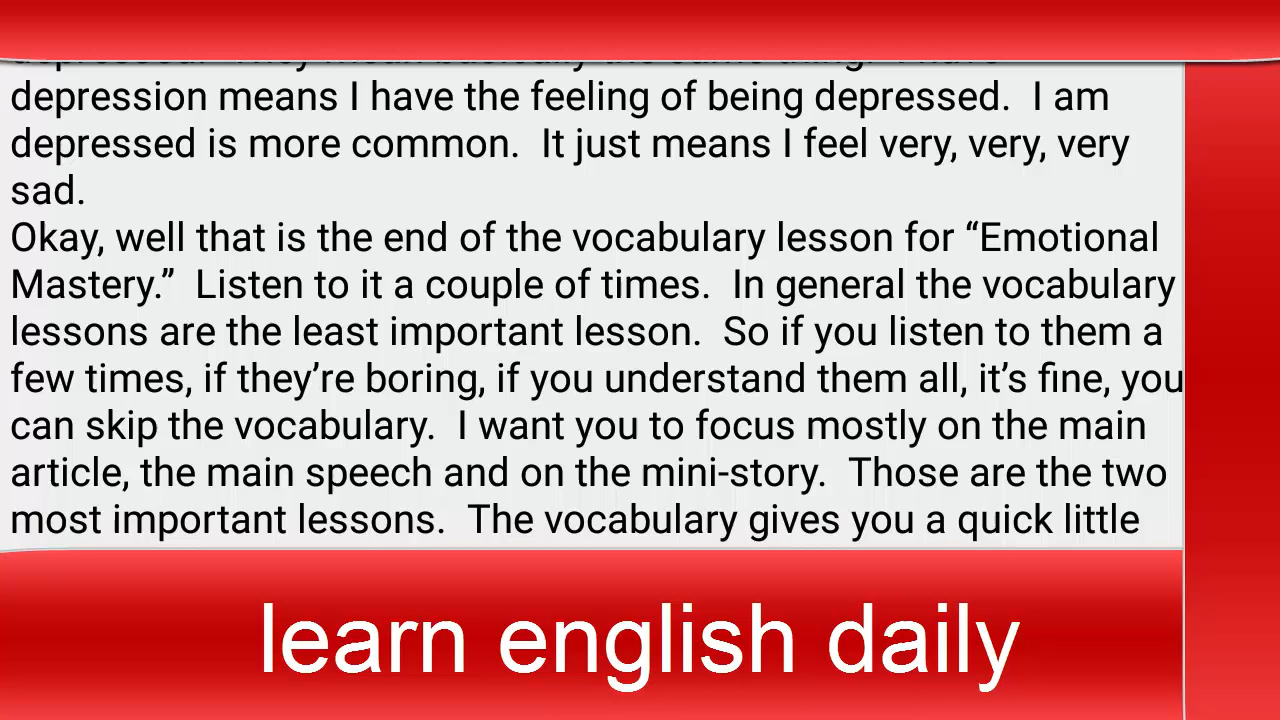 depression means I have the feeling of being depressed.  I am
depressed is more common.  It just means I feel very, very, very
sad.
Okay, well that is the end of the vocabulary lesson for “Emotional
Mastery.”  Listen to it a couple of times.  In general the vocabulary
lessons are the least important lesson.  So if you listen to them a
few times, if they’re boring, if you understand them all, it’s fine, you
can skip the vocabulary.  I want you to focus mostly on the main
article, the main speech and on the mini-story.  Those are the two
most important lessons.  The vocabulary gives you a quick little
learn english daily